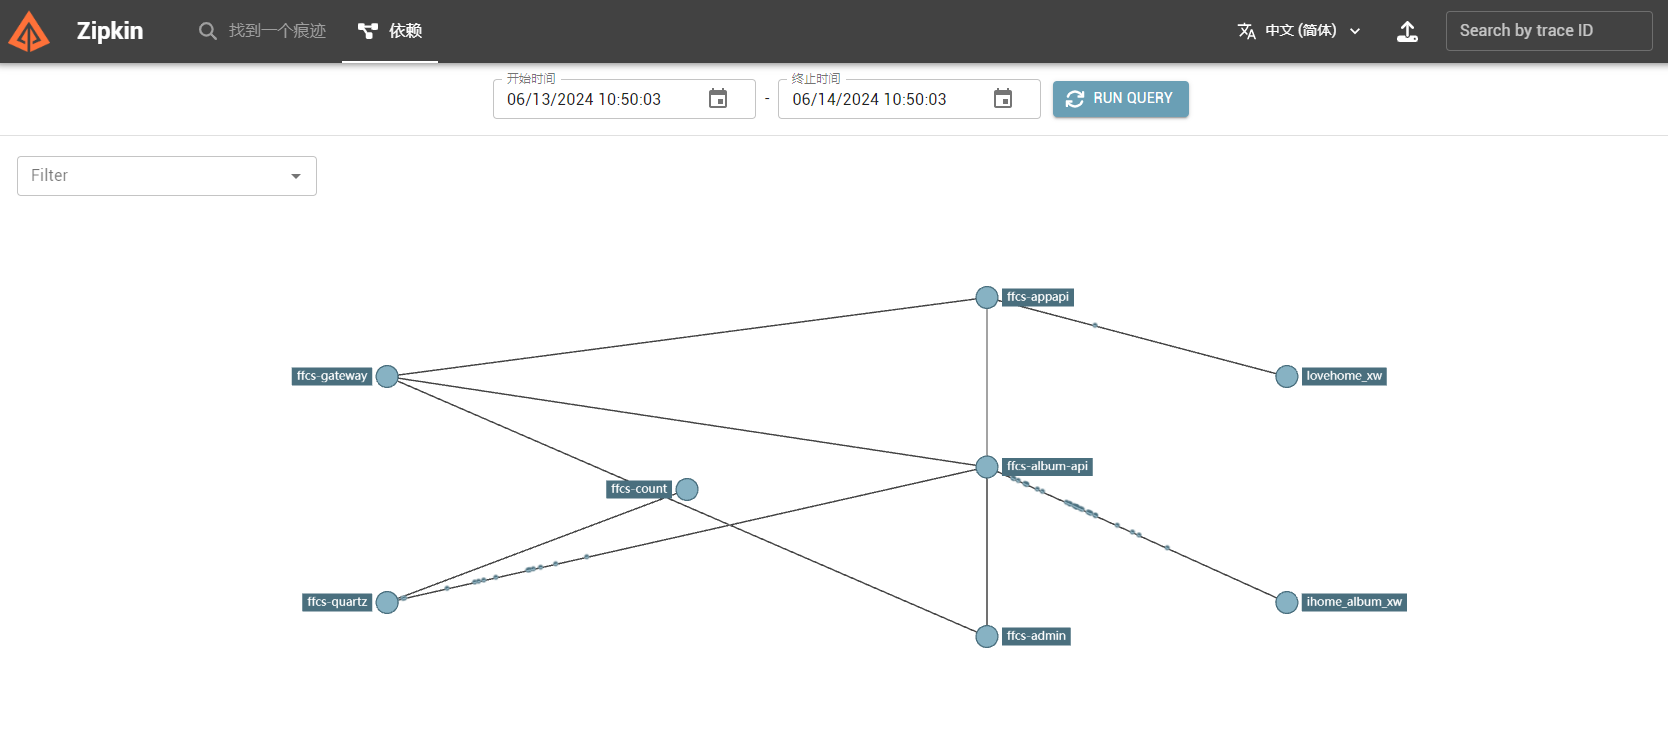 Zipkin
找到一个痕迹
依赖
中文 (简体)
Search by trace ID
开始时间
06/13/2024 10:50:03
-
终止时间
06/14/2024 10:50:03
RUN QUERY
Filter
ffcs-appapi
ffcs-gateway
lovehome_xw
ffcs-album-api
ffcs-count
ffcs-quartz
ihome_album_xw
ffcs-admin